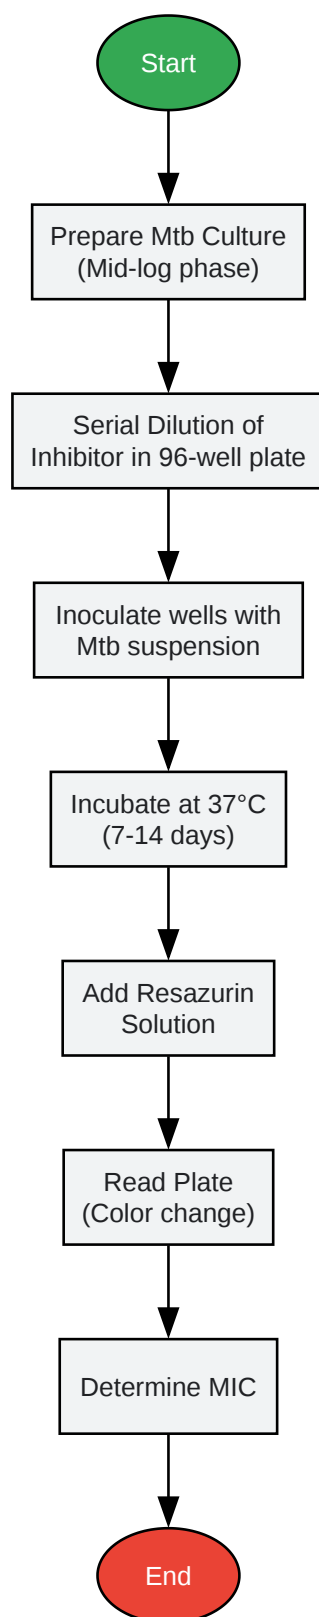 Start
Prepare Mtb Culture
(Mid-log phase)
Serial Dilution of
Inhibitor in 96-well plate
Inoculate wells with
Mtb suspension
Incubate at 37°C
(7-14 days)
Add Resazurin
Solution
Read Plate
(Color change)
Determine MIC
End